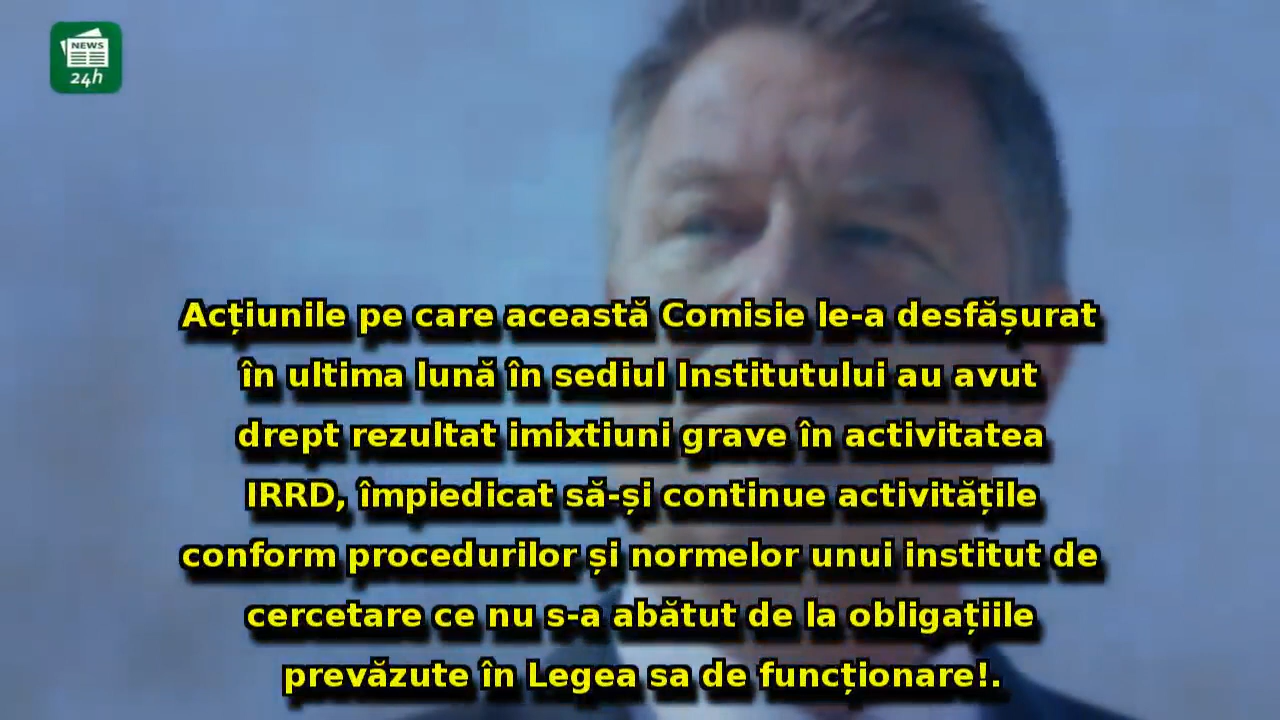 NEWS
24h
Acțiunile pe care această Comisie le-a desfășurat
în ultima lună în sediul Institutului au avut
drept rezultat imixtiuni grave în activitatea
IRRD, împiedicat să-și continue activitățile
conform procedurilor și normelor unui institut de
cercetare ce nu s-a abătut de la obligațiile
prevăzute în Legea sa de funcționare!.